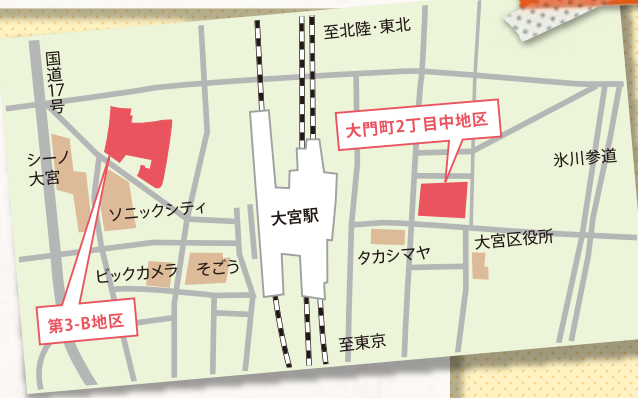 至北陸・東北
国道17号
大門町2丁目中地区
シーノ
大宮
氷川参道
ソニックシティ
大宮駅
大宮区役所
タカシマヤ
ビックカメラ
そごう
第3-B地区
至東京